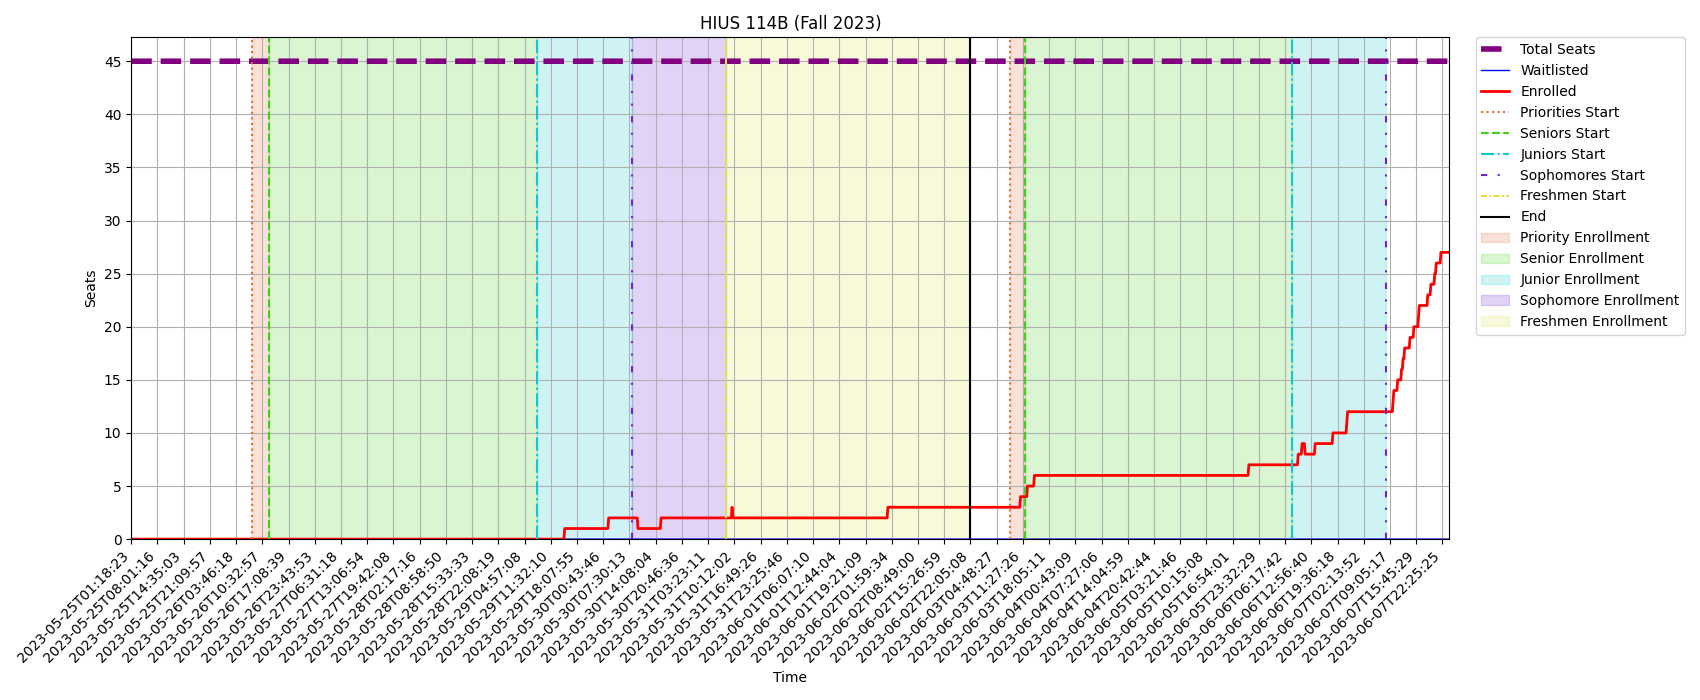 HIUS 114B (Fall 2023)
Total Seats
Waitlisted
Enrolled
Priorities Start
Seniors Start
Juniors Start
Sophomores Start
Freshmen Start
End
Priority Enrollment
Senior Enrollment
Junior Enrollment
Sophomore Enrollment
Freshmen Enrollment
Seats
45
40
35
30
25
20
15
10
5
0
2023-05-25T01:18:23
2023-05-25T08:01:16
2023-05-25T14:35:03
2023-05-25T21:09:57
2023-05-26T03:46:18
2023-05-26T10:32:57
2023-05-26T17:08:39
2023-05-26T23:43:53
2023-05-27T06:31:18
2023-05-27T13:06:54
2023-05-27T19:42:08
2023-05-28T02:17:16
2023-05-28T08:58:50
2023-05-28T15:33:33
2023-05-28T22:08:19
2023-05-29T04:57:08
2023-05-29T11:32:10
2023-05-29T18:07:55
2023-05-30T00:43:46
2023-05-30T07:30:13
2023-05-30T14:08:04
2023-05-30T20:46:36
2023-05-31T03:23:11
2023-05-31T10:12:02
2023-05-31T16:49:26
2023-05-31T23:25:46
2023-06-01T06:07:10
2023-06-01T12:44:04
2023-06-01T19:21:09
2023-06-02T01:59:34
2023-06-02T08:49:00
2023-06-02T15:26:59
2023-06-02T22:05:08
2023-06-03T04:48:27
2023-06-03T11:27:26
2023-06-03T18:05:11
2023-06-04T00:43:09
2023-06-04T07:27:06
2023-06-04T14:04:59
2023-06-04T20:42:44
2023-06-05T03:21:46
2023-06-05T10:15:08
2023-06-05T16:54:01
2023-06-05T23:32:29
2023-06-06T06:17:42
2023-06-06T12:56:40
2023-06-06T19:36:18
2023-06-07T02:13:52
2023-06-07T09:05:17
2023-06-07T15:45:29
2023-06-07T22:25:25
Time